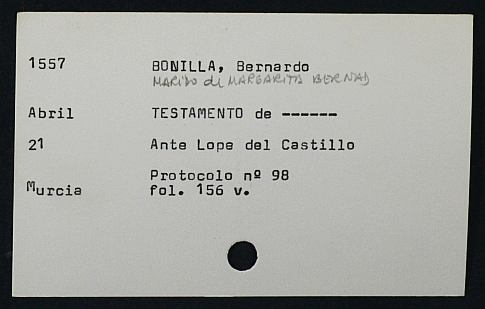 1557 BONILLA, Bernardo
MARIDO de MARGARITA BERNAD
Abril TESTAMENTO de ------
21 Ante Lope del Castillo
Protocolo nº 98
Murcia fol. 156 v.